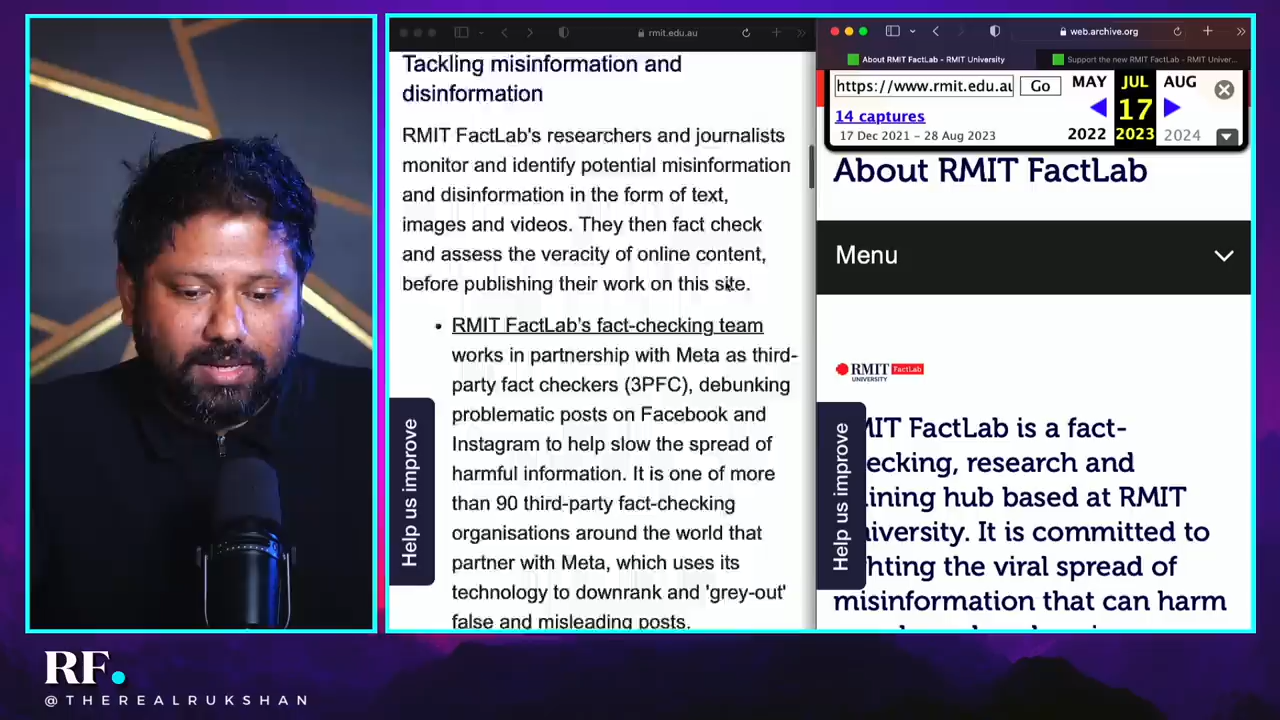 rmit.edu.au
Tackling misinformation and
disinformation
RMIT FactLab's researchers and journalists
monitor and identify potential misinformation
and disinformation in the form of text,
images and videos. They then fact check
and assess the veracity of online content,
before publishing their work on this site.
• RMIT FactLab's fact-checking team
works in partnership with Meta as third-
party fact checkers (3PFC), debunking
problematic posts on Facebook and
Instagram to help slow the spread of
harmful information. It is one of more
than 90 third-party fact-checking
organisations around the world that
partner with Meta, which uses its
technology to downrank and 'grey-out'
false and misleading posts.
Help us improve
web.archive.org
About RMIT FactLab - RMIT University
Support the new RMIT FactLab - RMIT Univer...
https://www.rmit.edu.au
Go
MAY JUL AUG
14 captures
17
17 Dec 2021 – 28 Aug 2023
2022 2023 2024
About RMIT FactLab
Menu
RMIT FactLab
UNIVERSITY
MIT FactLab is a fact-
ecking, research and
ining hub based at RMIT
iversity. It is committed to
hting the viral spread of
misinformation that can harm
Help us improve
RF.
@THEREALRUKSHAN